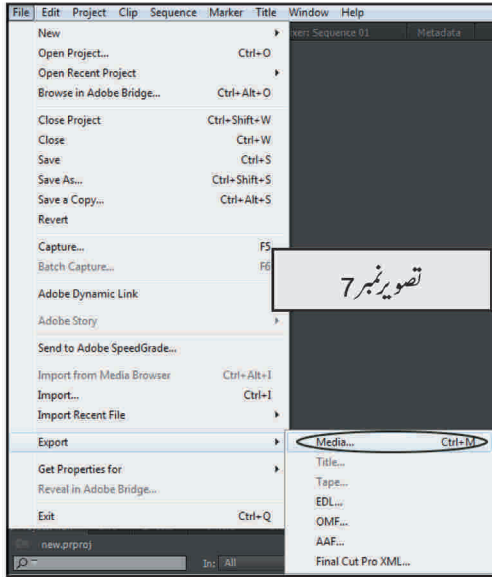 File Edit Project Clip Sequence Marker Title Window Help
New
xer: Sequence 01 Metadata
Open Project... Ctrl+O
Open Recent Project
Browse in Adobe Bridge... Ctrl+Alt+O
Close Project Ctrl+Shift+W
Close Ctrl+W
Save Ctrl+S
Save As... Ctrl+Shift+S
Save a Copy... Ctrl+Alt+S
Revert
Capture... F5
Batch Capture... F6
تصویر نمبر 7
Adobe Dynamic Link
Adobe Story
Send to Adobe SpeedGrade...
Import from Media Browser Ctrl+Alt+I
Import... Ctrl+I
Import Recent File
Export
Media... Ctrl+M
Title...
Tape...
EDL...
OMF...
AAF...
Final Cut Pro XML...
Get Properties for
Reveal in Adobe Bridge...
Exit Ctrl+Q
new.prproj
In: All